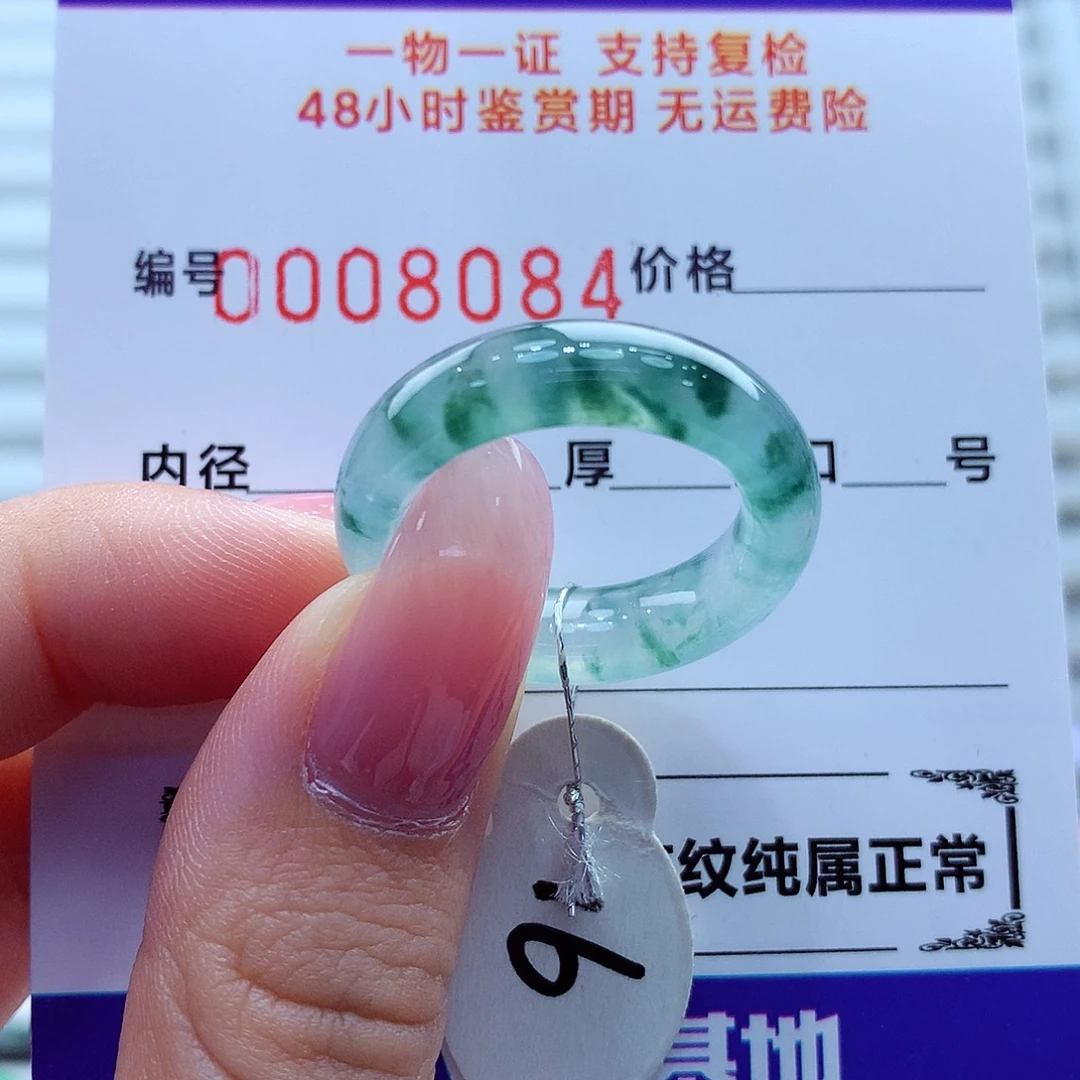 一物一证 支持复检
48小时鉴赏期 无运费险
编号0008084 价格
内径 厚 口 号
纹纯属正常
基地